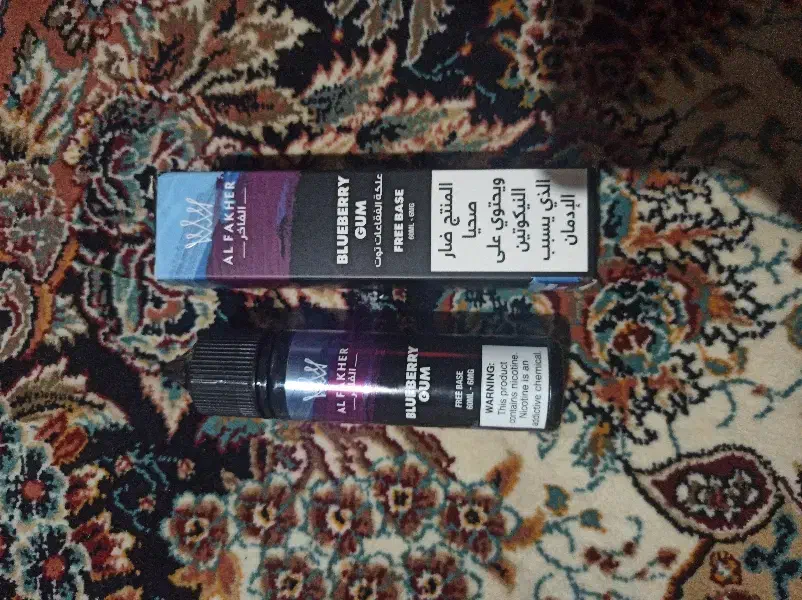 AL FAKHER
الفاخر
BLUEBERRY
GUM
علكة الفقاعات توت
FREE BASE
60ML - 6MG
المنتج ضار
صحيا
ويحتوي على
النيكوتين
الذي يسبب
الإدمان
AL FAKHER
الفاخر
BLUEBERRY
GUM
FREE BASE
60ML - 6MG
WARNING:
This product
contains nicotine.
Nicotine is an
addictive chemical.